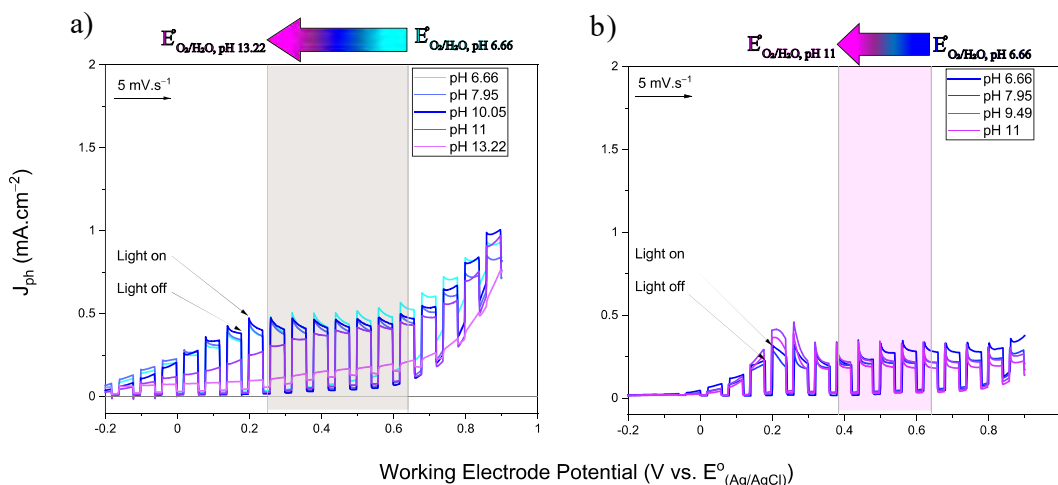 a)
E°O₂/H₂O, pH 13.22
E°O₂/H₂O, pH 6.66
5 mV.s⁻¹
pH 6.66
pH 7.95
pH 10.05
pH 11
pH 13.22
Light on
Light off
2
1.5
1
0.5
0
-0.2
0
0.2
0.4
0.6
0.8
1
b)
E°O₂/H₂O, pH 11
E°O₂/H₂O, pH 6.66
5 mV.s⁻¹
pH 6.66
pH 7.95
pH 9.49
pH 11
Light on
Light off
2
1.5
1
0.5
0
-0.2
0.0
0.2
0.4
0.6
0.8
Jph (mA.cm⁻²)
Working Electrode Potential (V vs. E°(Ag/AgCl))